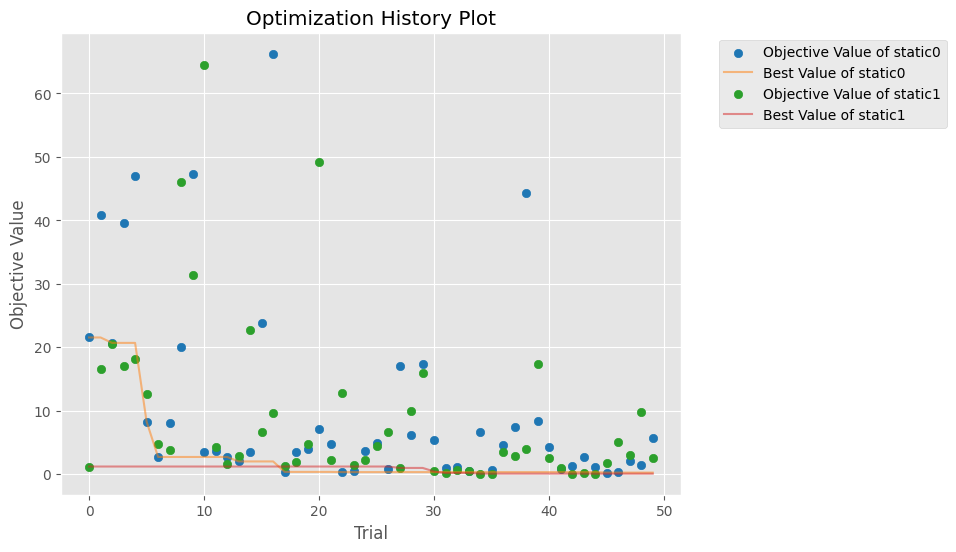 Optimization History Plot
Objective Value of static0
Best Value of static0
Objective Value of static1
Best Value of static1
Objective Value
60
50
40
30
20
10
0
0 10 20 30 40 50
Trial